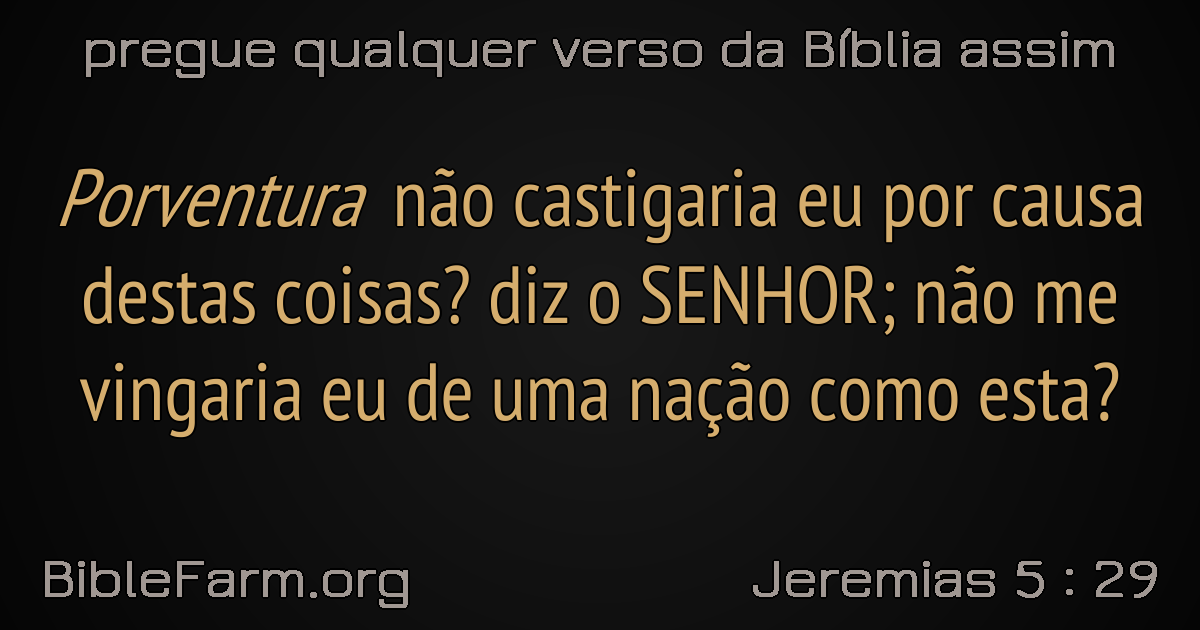 pregue qualquer verso da Bíblia assim
Porventura não castigaria eu por causa
destas coisas? diz o SENHOR; não me
vingaria eu de uma nação como esta?
BibleFarm.org
Jeremias 5 : 29